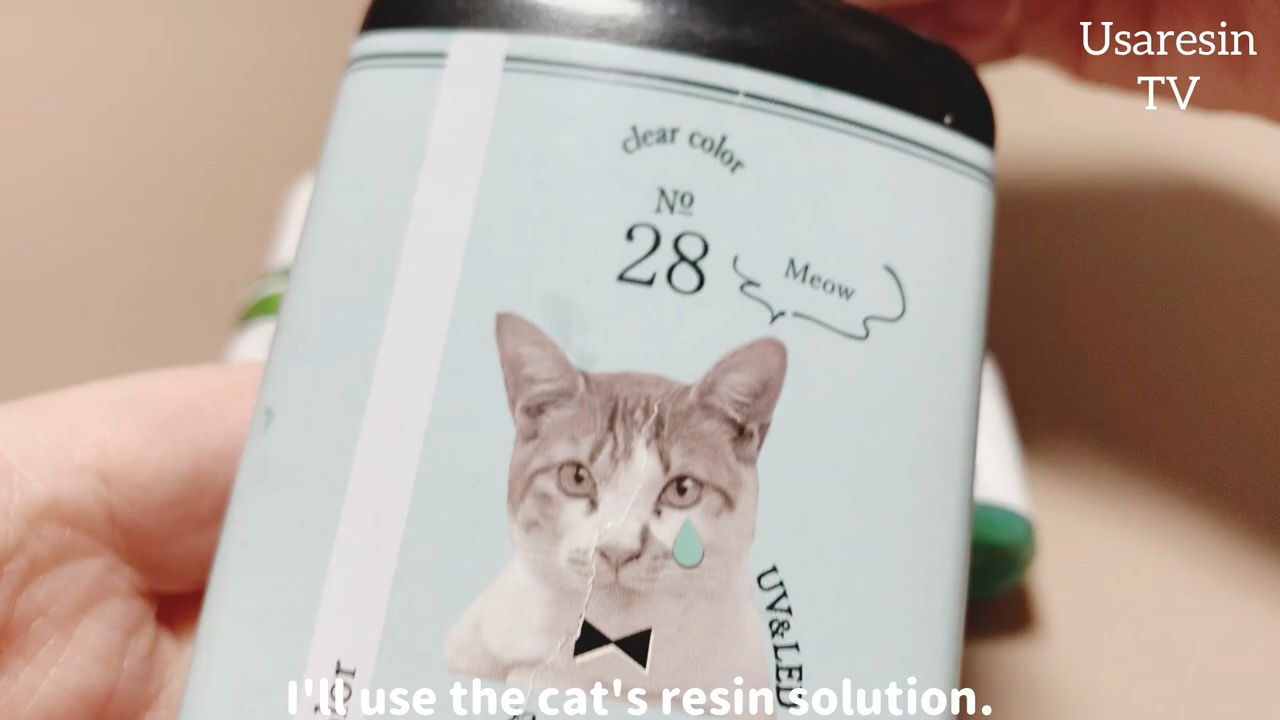 Usaresin
TV
clear color
Nº
28
Meow
UV&LED
I'll use the cat's resin solution.